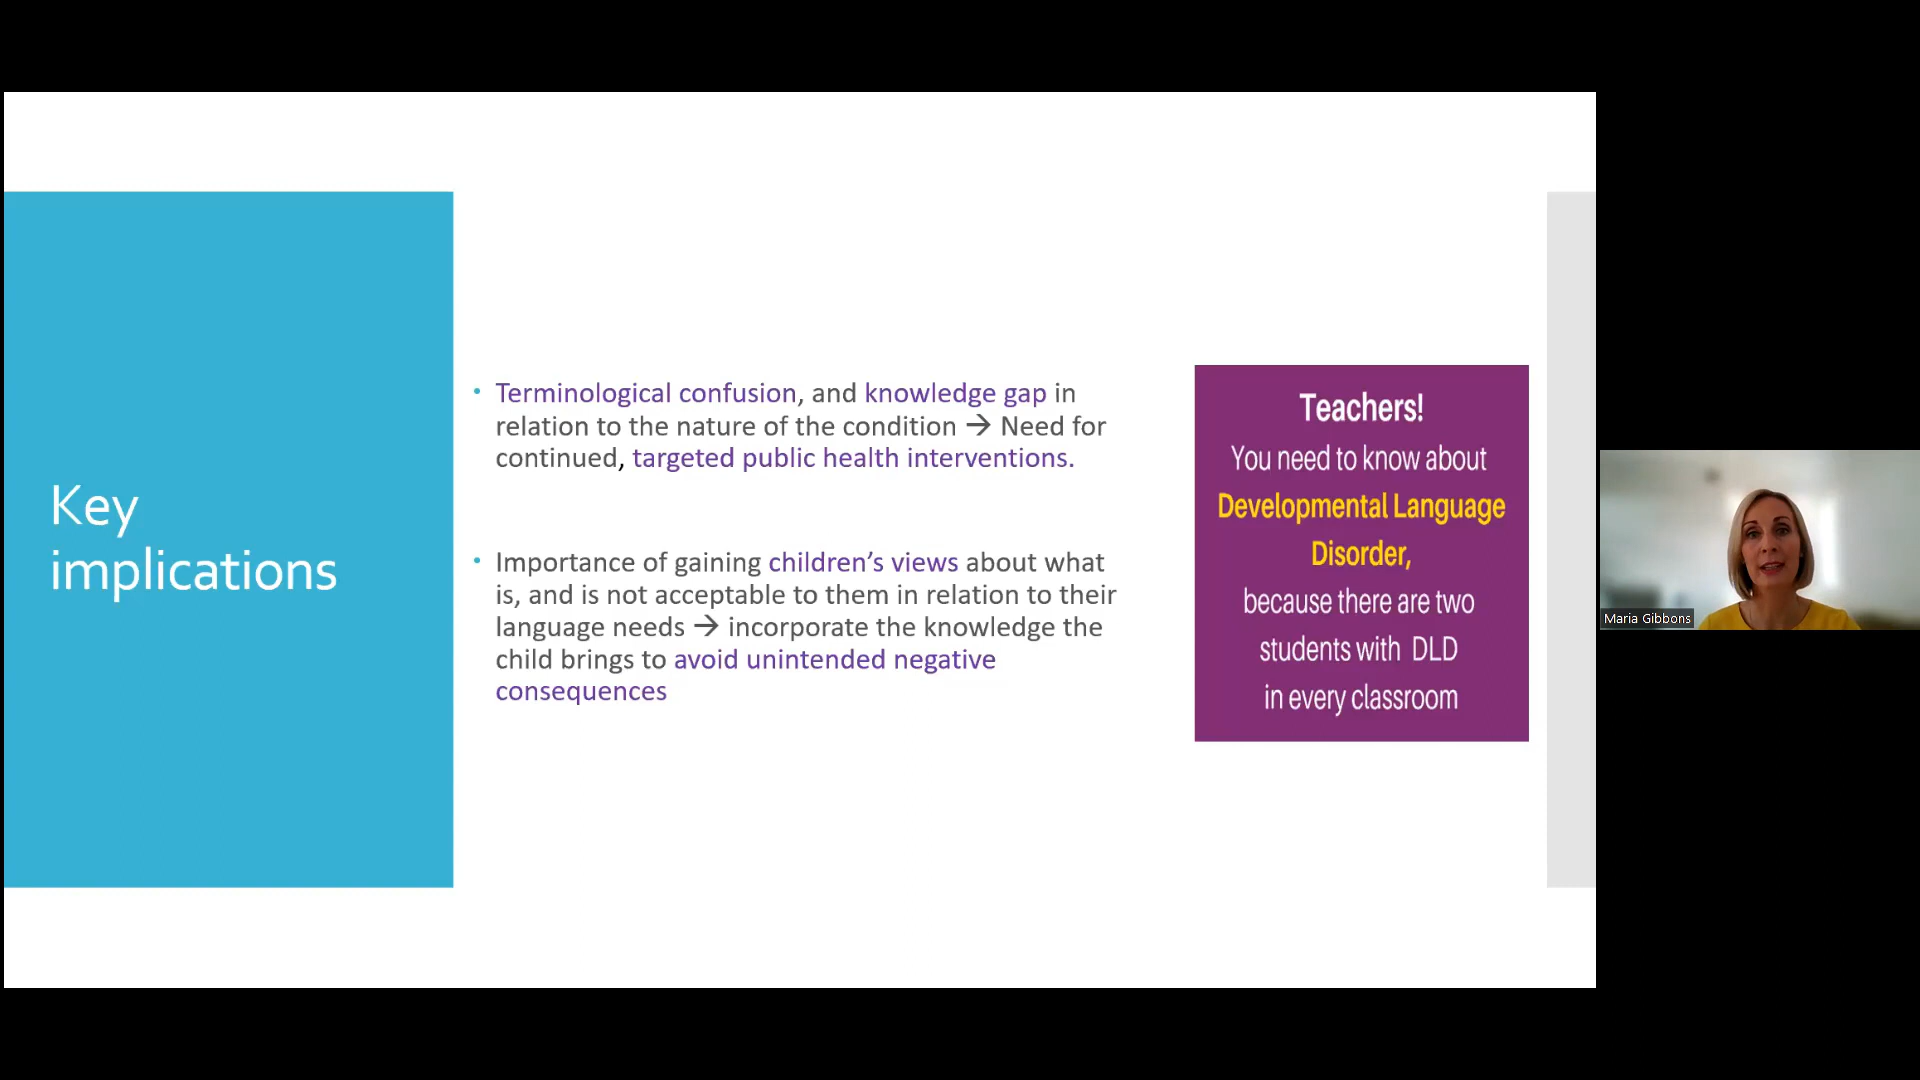 Key
implications
• Terminological confusion, and knowledge gap in
relation to the nature of the condition → Need for
continued, targeted public health interventions.
• Importance of gaining children’s views about what
is, and is not acceptable to them in relation to their
language needs → incorporate the knowledge the
child brings to avoid unintended negative
consequences
Teachers!
You need to know about
Developmental Language
Disorder,
because there are two
students with DLD
in every classroom
Maria Gibbons